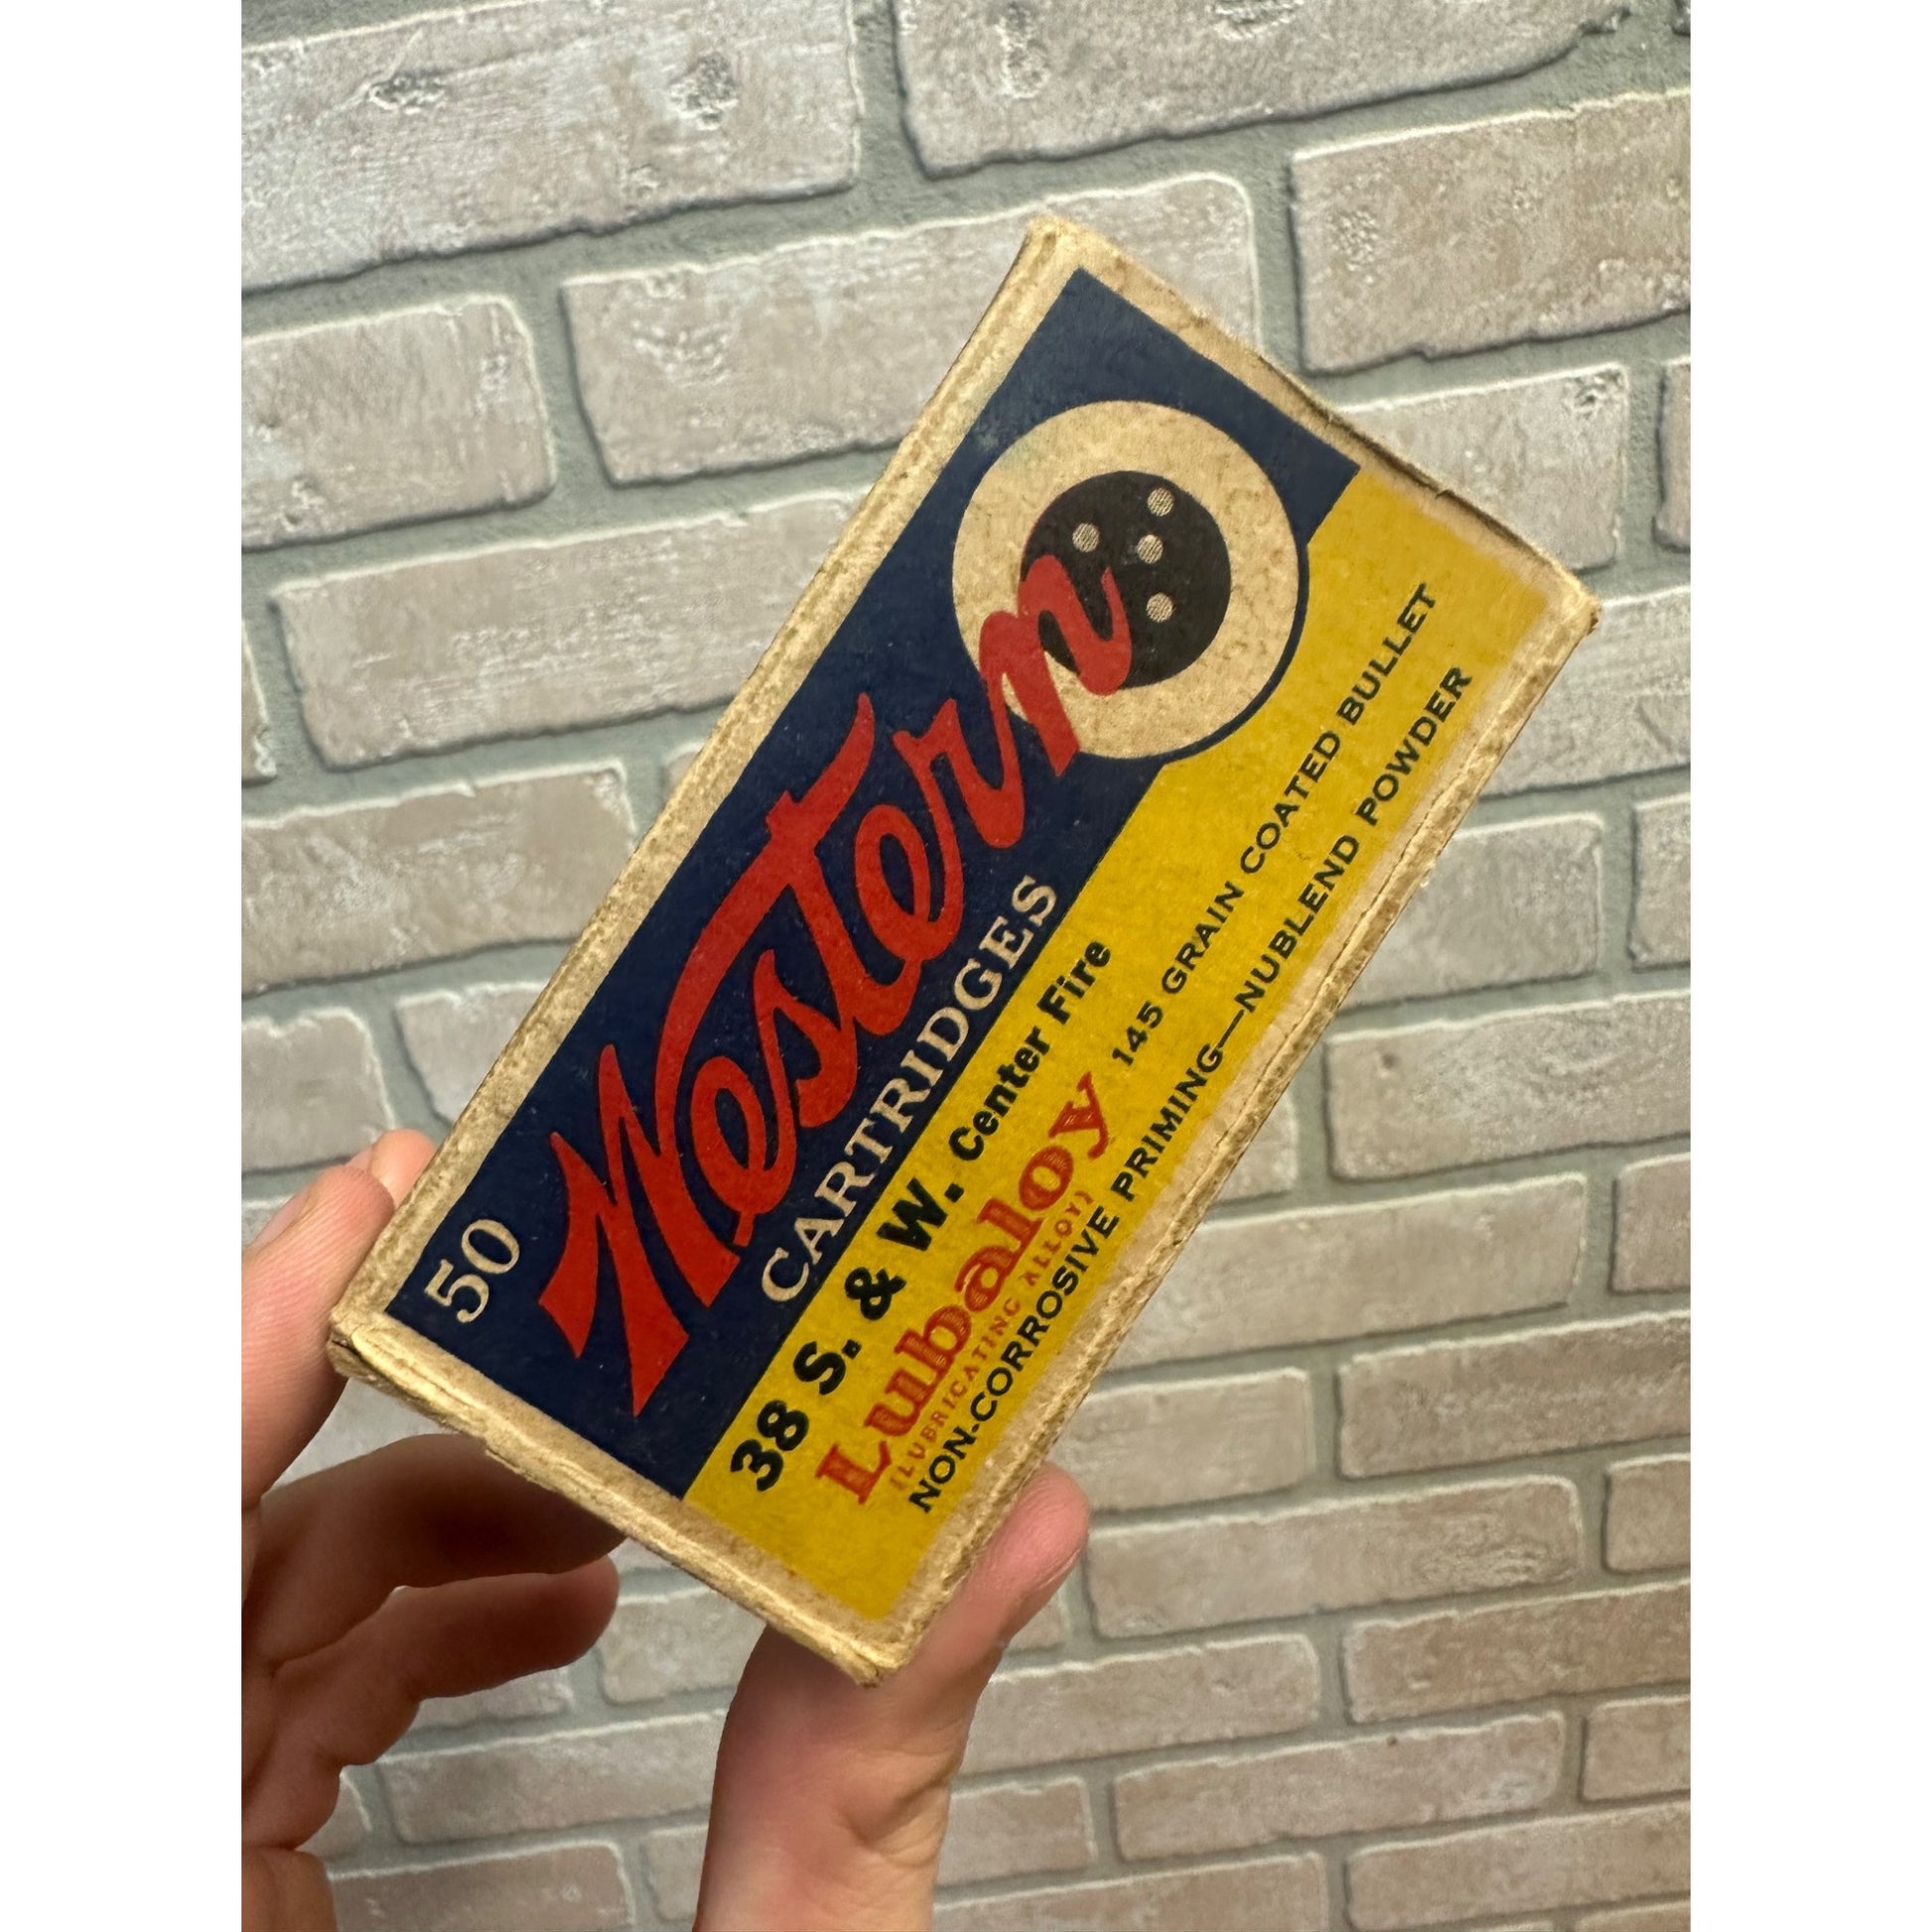 50
Western
CARTRIDGES
38 S. & W. Center Fire
Lubaloy 145 GRAIN COATED BULLET
(LUBRICATING ALLOY)
NON-CORROSIVE PRIMING—NUBLEND POWDER